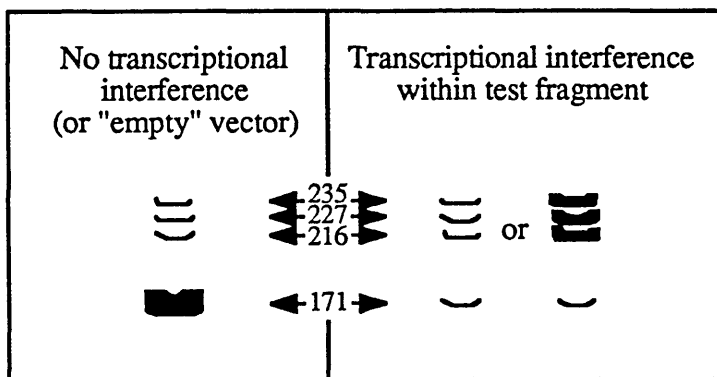 No transcriptional
interference
(or "empty" vector)
Transcriptional interference
within test fragment
235
227
216
or
171